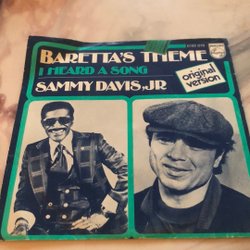 BARETTA'S THEME
I HEARD A SONG
SAMMY DAVIS, JR
original
version